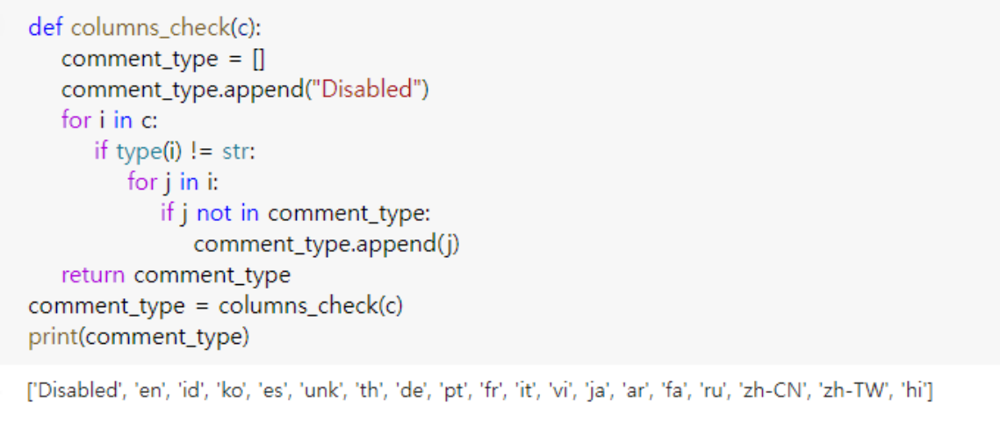 def columns_check(c):
    comment_type = []
    comment_type.append("Disabled")
    for i in c:
        if type(i) != str:
            for j in i:
                if j not in comment_type:
                    comment_type.append(j)
    return comment_type
comment_type = columns_check(c)
print(comment_type)
['Disabled', 'en', 'id', 'ko', 'es', 'unk', 'th', 'de', 'pt', 'fr', 'it', 'vi', 'ja', 'ar', 'fa', 'ru', 'zh-CN', 'zh-TW', 'hi']